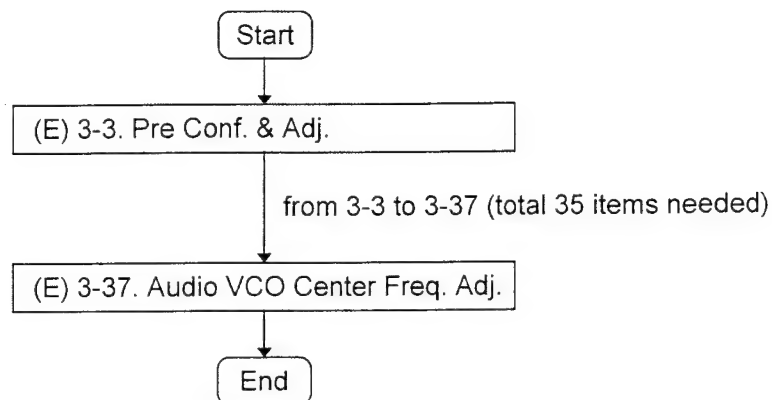 Start
(E) 3-3. Pre Conf. & Adj.
from 3-3 to 3-37 (total 35 items needed)
(E) 3-37. Audio VCO Center Freq. Adj.
End